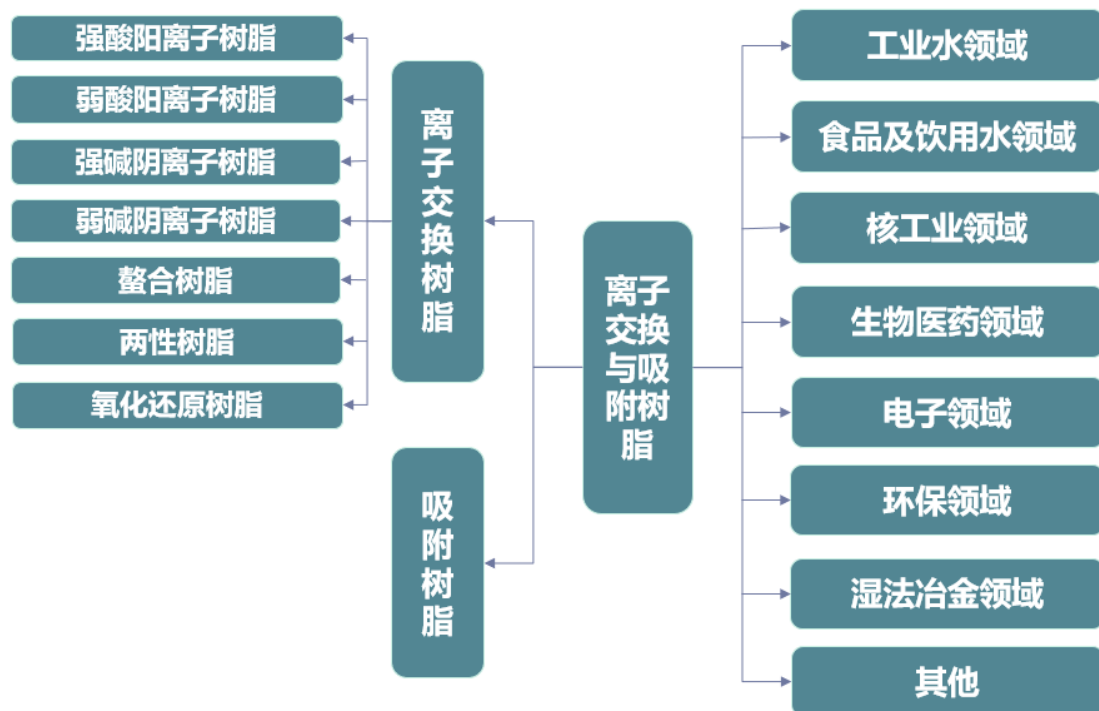 强酸阳离子树脂
弱酸阳离子树脂
强碱阴离子树脂
弱碱阴离子树脂
螯合树脂
两性树脂
氧化还原树脂
离子交换树脂
吸附树脂
离子
交换
与吸
附树
脂
工业水领域
食品及饮用水领域
核工业领域
生物医药领域
电子领域
环保领域
湿法冶金领域
其他